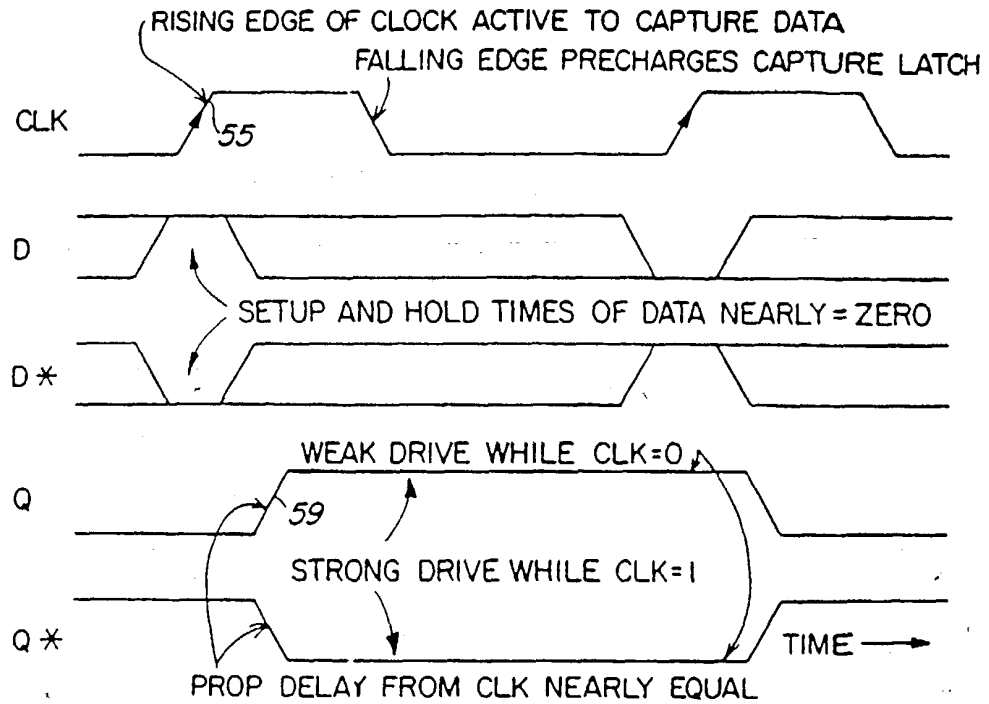 RISING EDGE OF CLOCK ACTIVE TO CAPTURE DATA
FALLING EDGE PRECHARGES CAPTURE LATCH
CLK
55
D
SETUP AND HOLD TIMES OF DATA NEARLY = ZERO
D*
WEAK DRIVE WHILE CLK=0
Q
59
STRONG DRIVE WHILE CLK=1
Q*
TIME
PROP DELAY FROM CLK NEARLY EQUAL